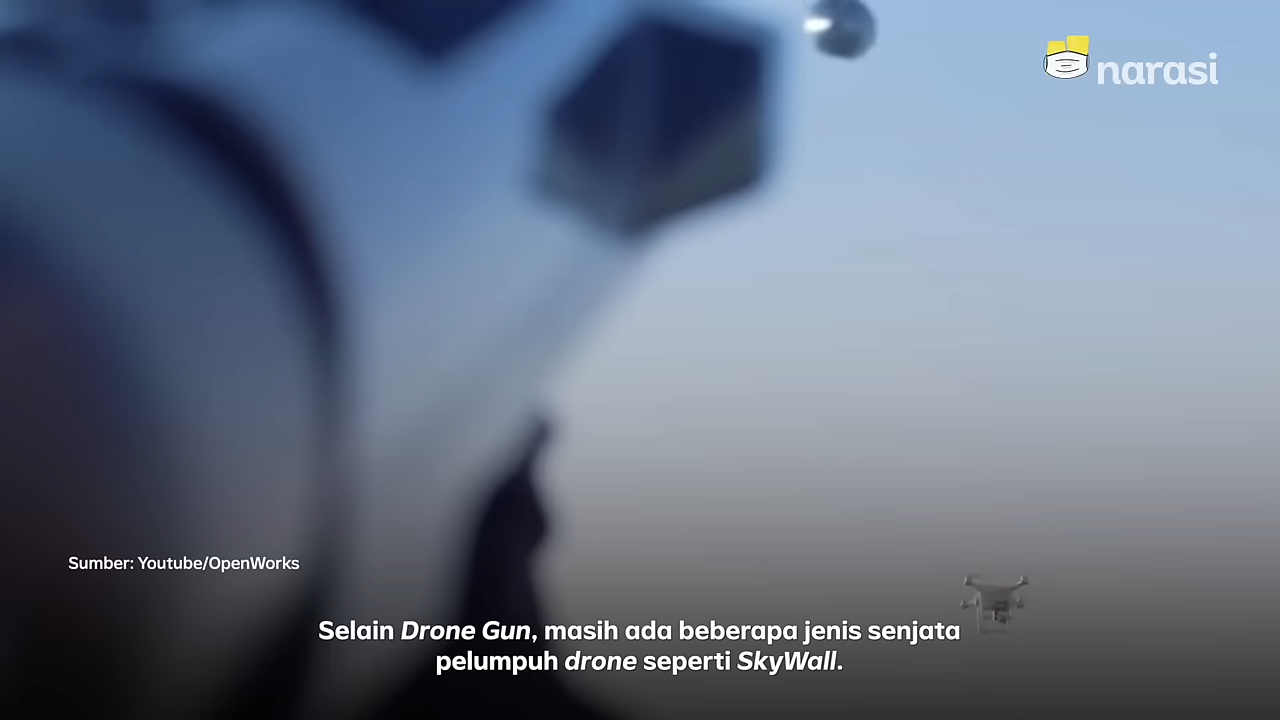 narasi
Sumber: Youtube/OpenWorks
Selain Drone Gun, masih ada beberapa jenis senjata
pelumpuh drone seperti SkyWall.